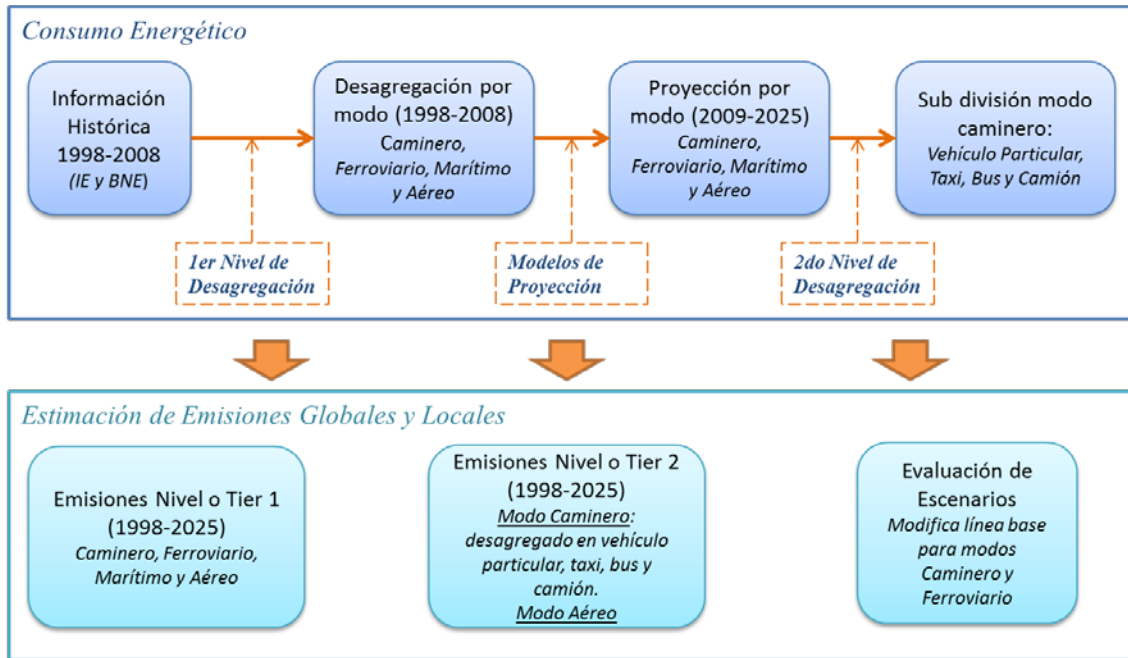 Consumo Energético
Información
Histórica
1998-2008
(IE y BNE)
Desagregación por
modo (1998-2008)
Caminero,
Ferroviario, Marítimo
y Aéreo
Proyección por
modo (2009-2025)
Caminero,
Ferroviario, Marítimo
y Aéreo
Sub división modo
caminero:
Vehículo Particular,
Taxi, Bus y Camión
1er Nivel de
Desagregación
Modelos de
Proyección
2do Nivel de
Desagregación
Estimación de Emisiones Globales y Locales
Emisiones Nivel o Tier 1
(1998-2025)
Caminero, Ferroviario,
Marítimo y Aéreo
Emisiones Nivel o Tier 2
(1998-2025)
Modo Caminero:
desagregado en vehículo
particular, taxi, bus y
camión.
Modo Aéreo
Evaluación de
Escenarios
Modifica línea base
para modos
Caminero y
Ferroviario